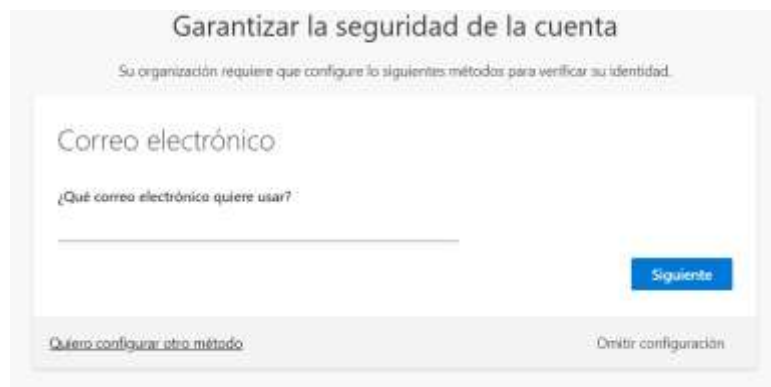 Garantizar la seguridad de la cuenta
Su organización requiere que configure lo siguientes métodos para verificar su identidad.
Correo electrónico
¿Qué correo electrónico quiere usar?
Siguiente
Quiero configurar otro método
Omitir configuración